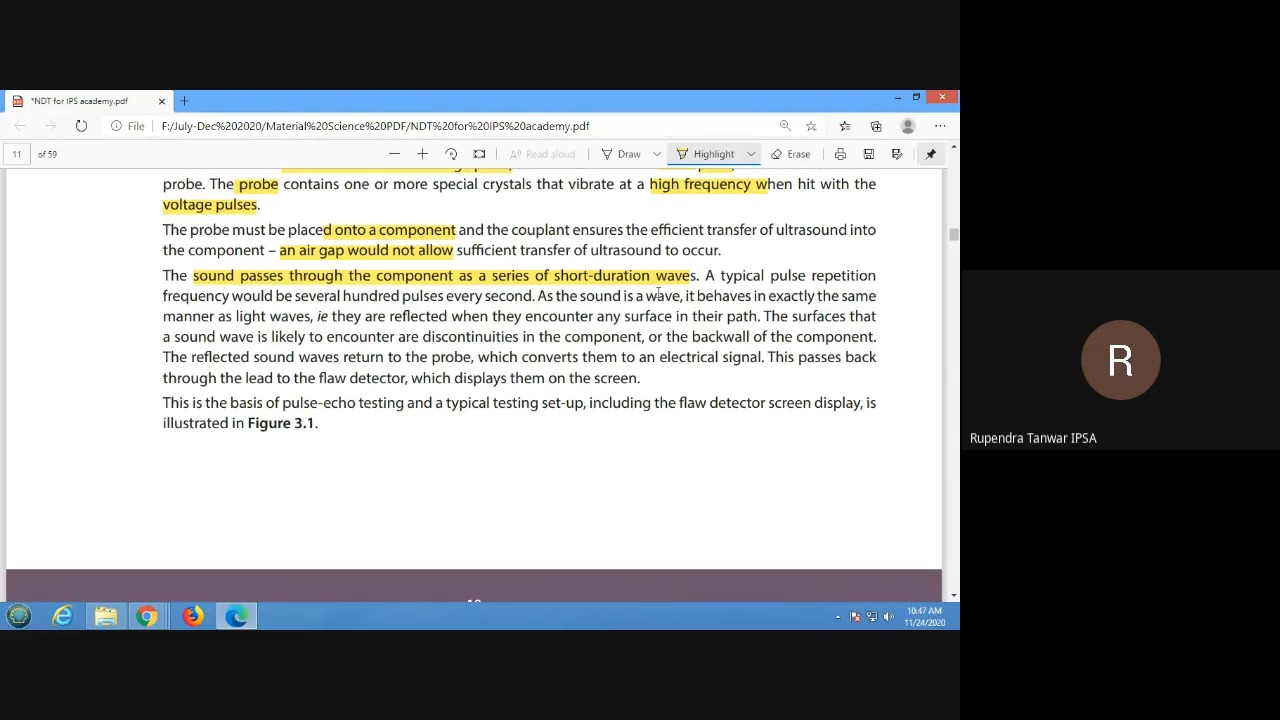 *NDT for IPS academy.pdf
File F:/July-Dec%202020/Material%20Science%20PDF/NDT%20for%20IPS%20academy.pdf
11 of 59 Read aloud Draw Highlight Erase
probe. The probe contains one or more special crystals that vibrate at a high frequency when hit with the
voltage pulses.
The probe must be placed onto a component and the couplant ensures the efficient transfer of ultrasound into
the component – an air gap would not allow sufficient transfer of ultrasound to occur.
The sound passes through the component as a series of short-duration waves. A typical pulse repetition
frequency would be several hundred pulses every second. As the sound is a wave, it behaves in exactly the same
manner as light waves, ie they are reflected when they encounter any surface in their path. The surfaces that
a sound wave is likely to encounter are discontinuities in the component, or the backwall of the component.
The reflected sound waves return to the probe, which converts them to an electrical signal. This passes back
through the lead to the flaw detector, which displays them on the screen.
This is the basis of pulse-echo testing and a typical testing set-up, including the flaw detector screen display, is
illustrated in Figure 3.1.
R
Rupendra Tanwar IPSA
10:47 AM
11/24/2020